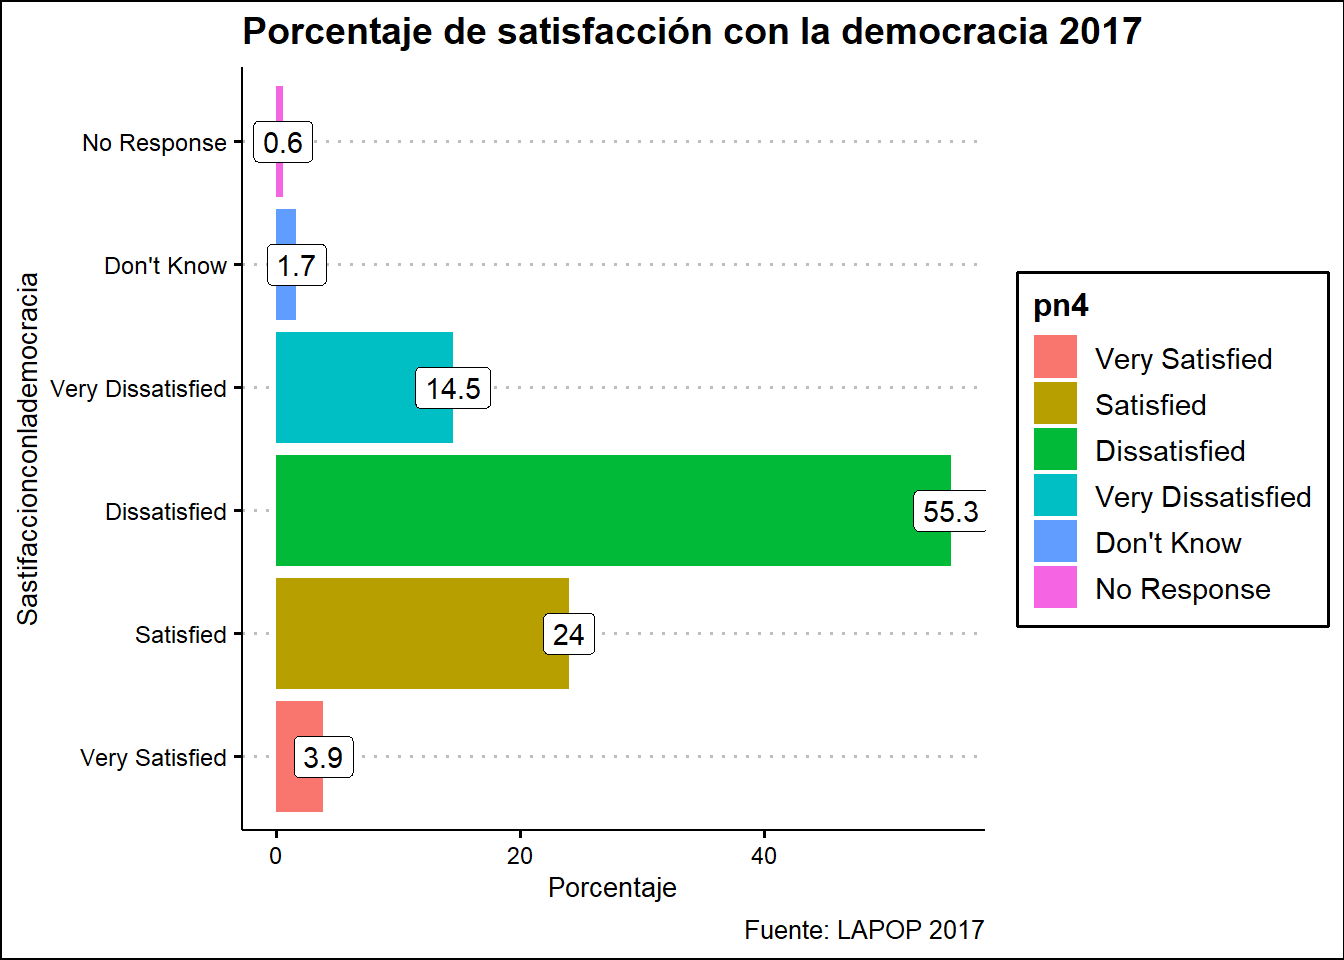 Porcentaje de satisfacción con la democracia 2017
Sastifaccionconlademocracia
No Response
0.6
Don't Know
1.7
Very Dissatisfied
14.5
Dissatisfied
55.3
Satisfied
24
Very Satisfied
3.9
0 20 40
Porcentaje
pn4
Very Satisfied
Satisfied
Dissatisfied
Very Dissatisfied
Don't Know
No Response
Fuente: LAPOP 2017